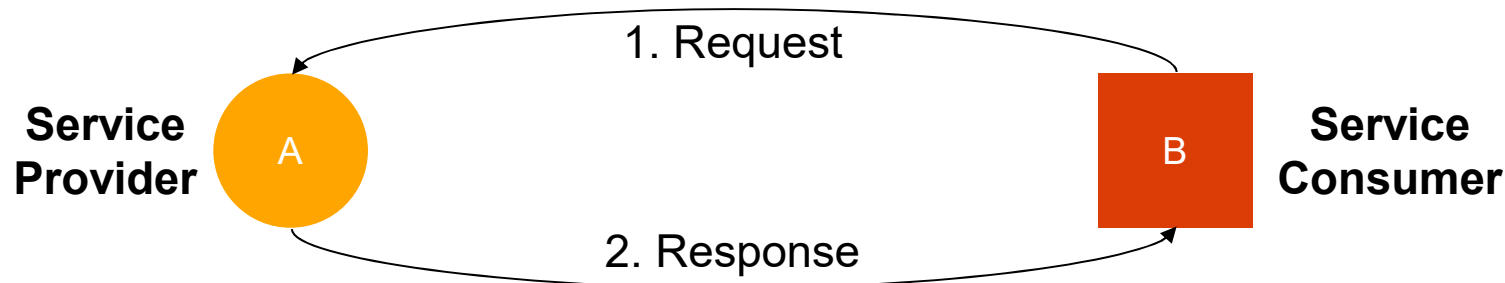 1. Request
Service
Provider
A
B
Service
Consumer
2. Response